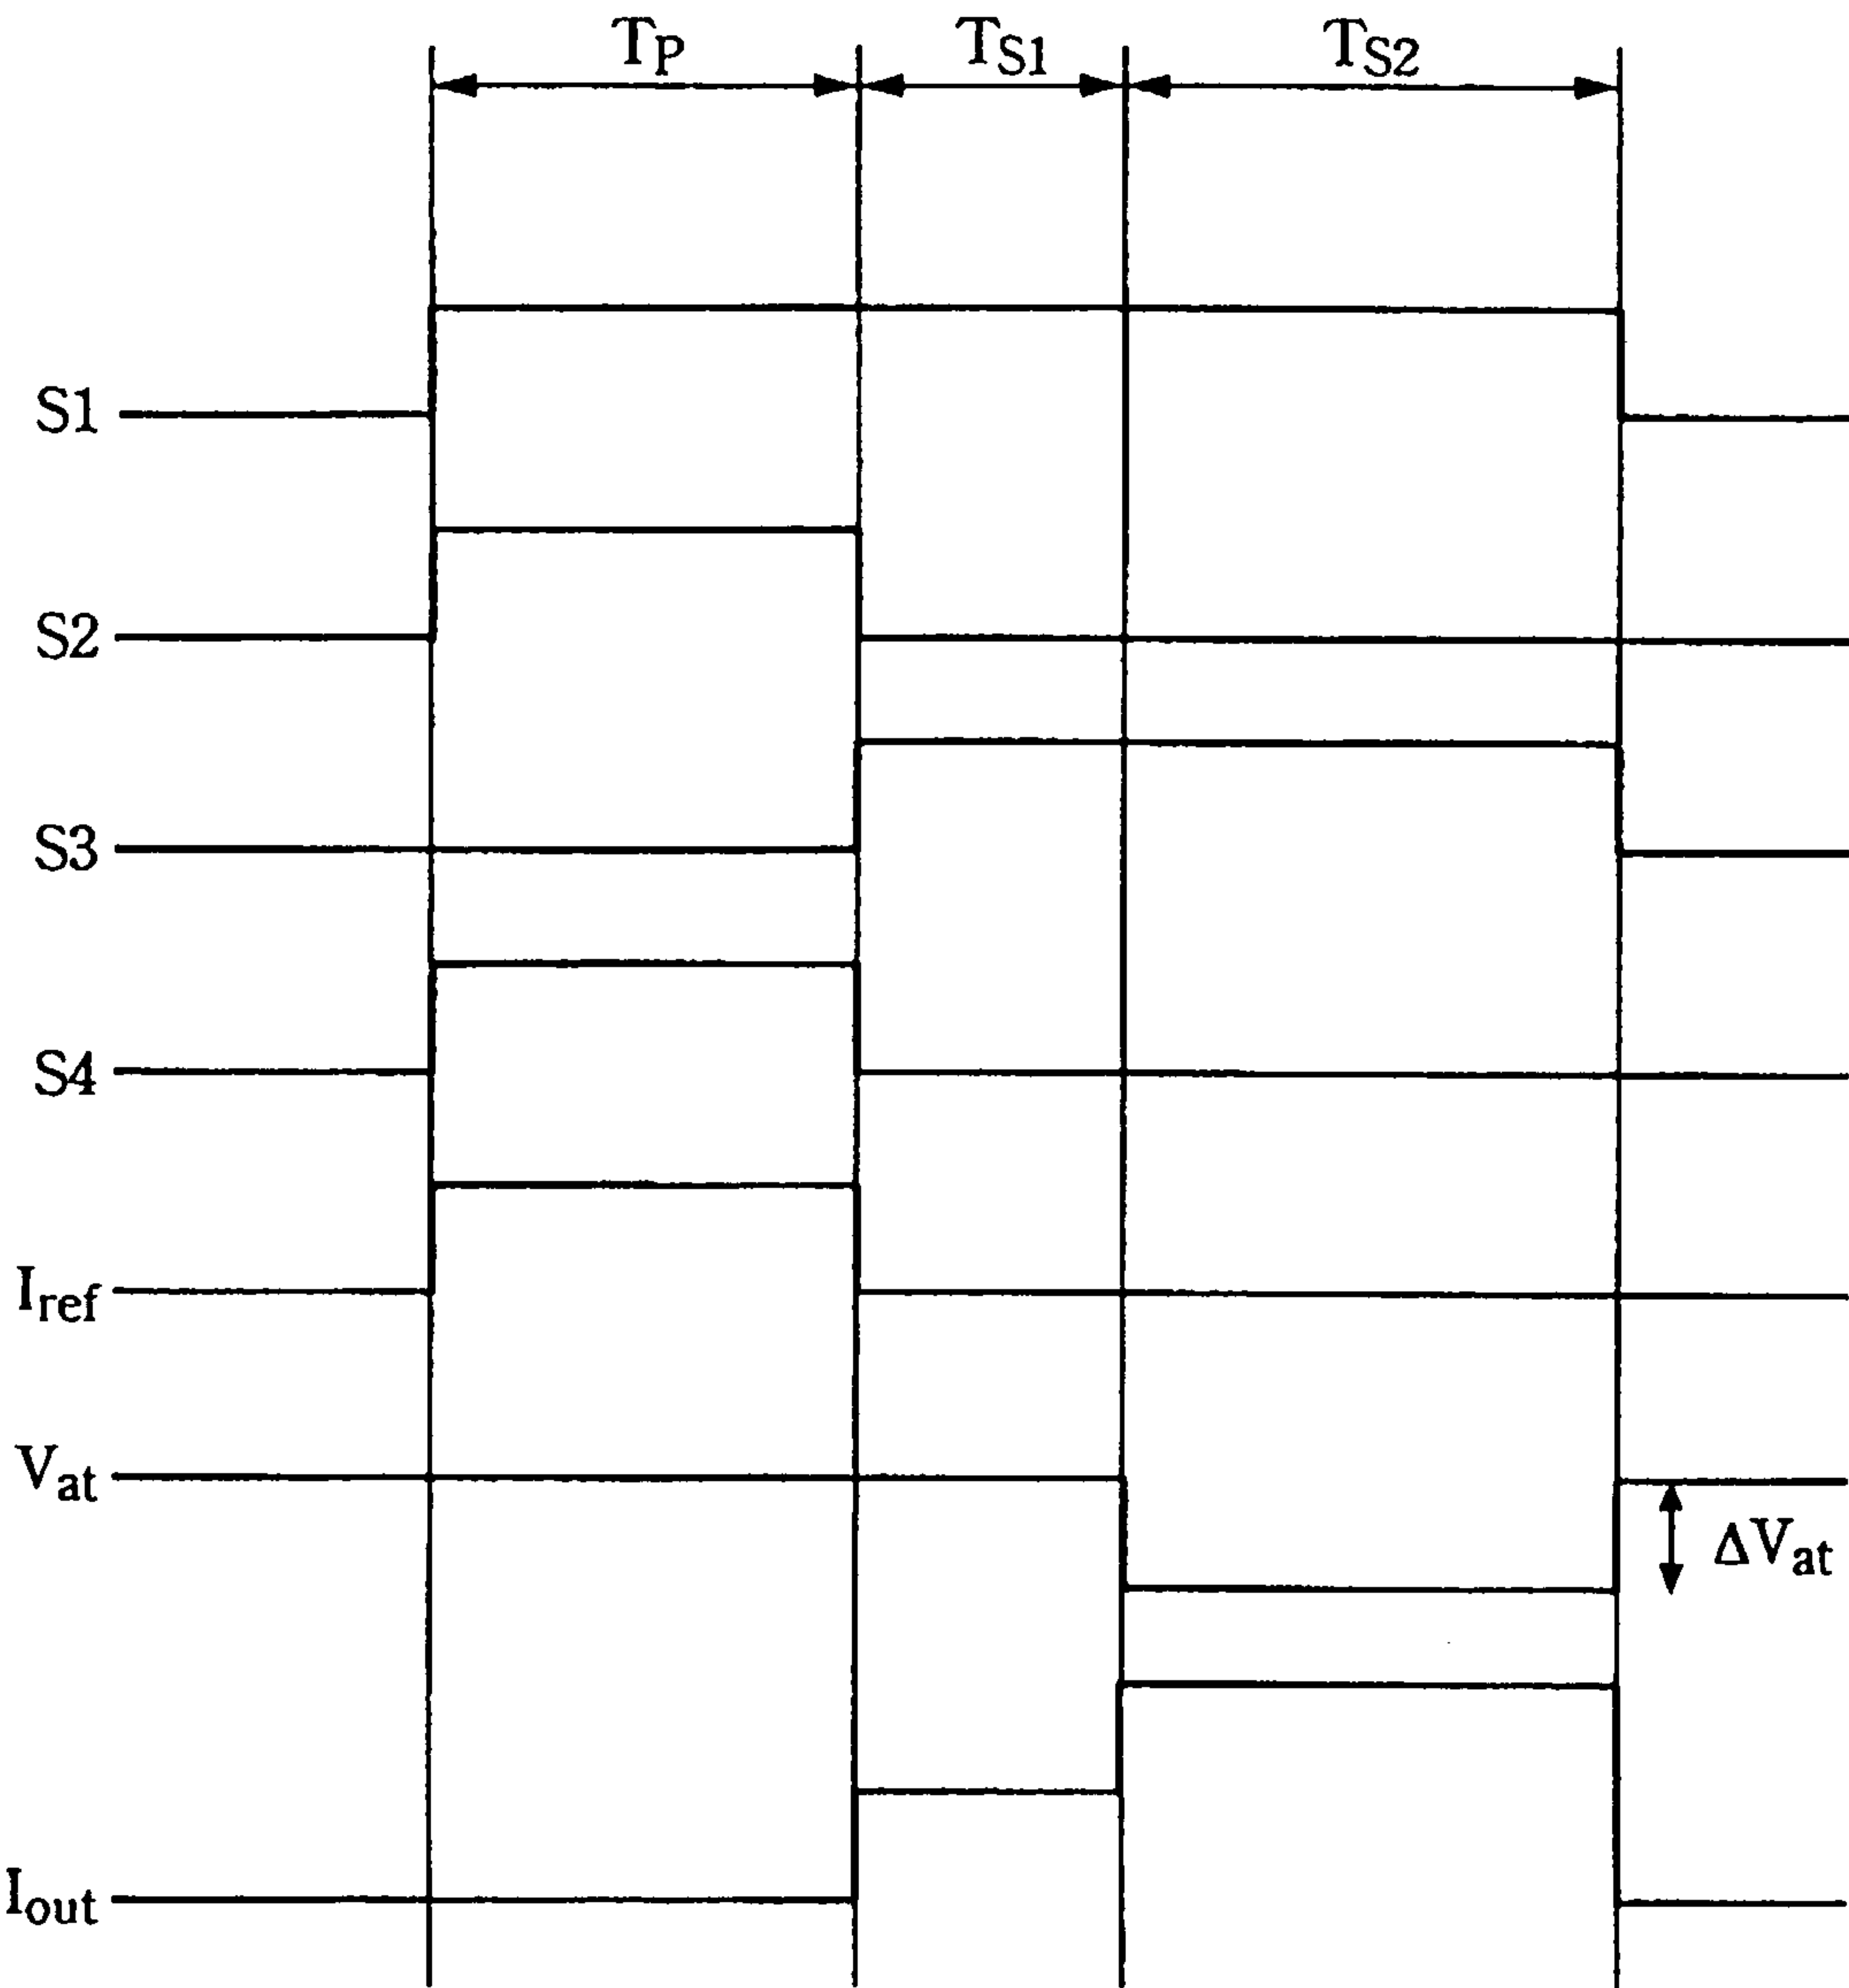 TP TS1 TS2
S1
S2
S3
S4
Iref
Vat
ΔVat
Iout